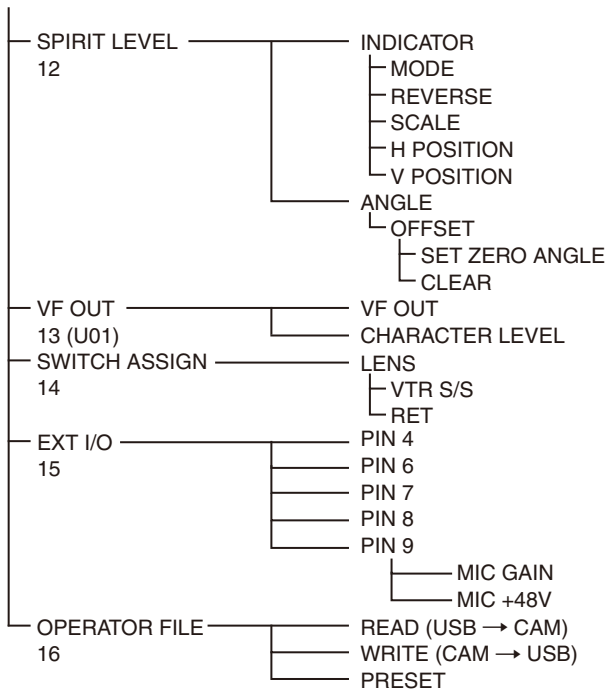 SPIRIT LEVEL
12
INDICATOR
MODE
REVERSE
SCALE
H POSITION
V POSITION
ANGLE
OFFSET
SET ZERO ANGLE
CLEAR
VF OUT
13 (U01)
VF OUT
CHARACTER LEVEL
SWITCH ASSIGN
14
LENS
VTR S/S
RET
EXT I/O
15
PIN 4
PIN 6
PIN 7
PIN 8
PIN 9
MIC GAIN
MIC +48V
OPERATOR FILE
16
READ (USB → CAM)
WRITE (CAM → USB)
PRESET